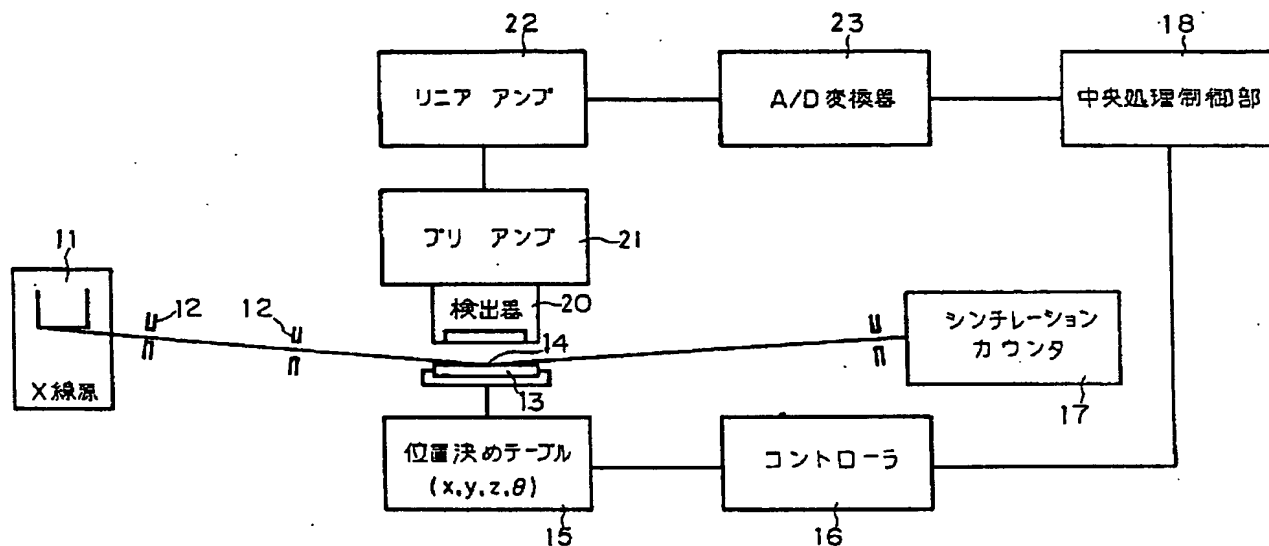 22
23
18
リニア アンプ
A/D変換器
中央処理制御部
プリ アンプ
21
11
12
12
検出器
20
シンチレーション
カウンタ
14
13
X線源
17
位置決めテーブル
(x,y,z,θ)
コントローラ
15
16